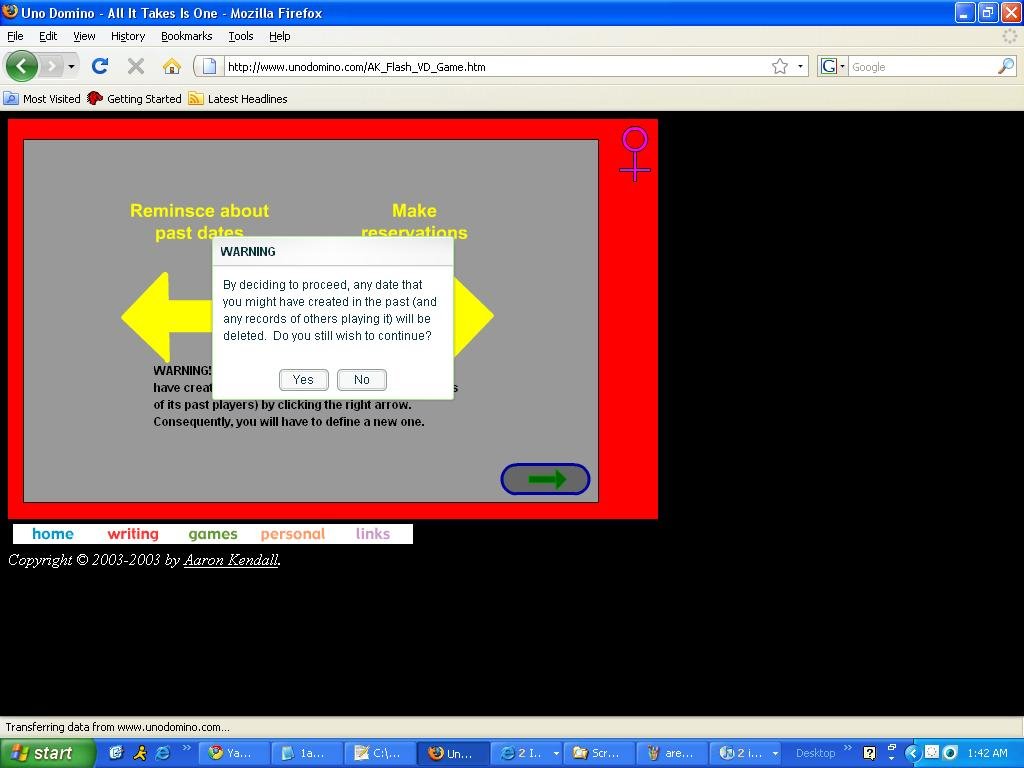 Uno Domino - All It Takes Is One - Mozilla Firefox
File Edit View History Bookmarks Tools Help
http://www.unodomino.com/AK_Flash_VD_Game.htm
G Google
Most Visited Getting Started Latest Headlines
Reminsce about
past dates
Make
reservations
WARNING
By deciding to proceed, any date that
you might have created in the past (and
any records of others playing it) will be
deleted. Do you still wish to continue?
Yes No
WARNING!
have creat s
of its past players) by clicking the right arrow.
Consequently, you will have to define a new one.
home writing games personal links
Copyright © 2003-2003 by Aaron Kendall.
Transferring data from www.unodomino.com...
start Ya... 1a... C:\... Un... 2 I... Scr... are... 2 i... Desktop 1:42 AM